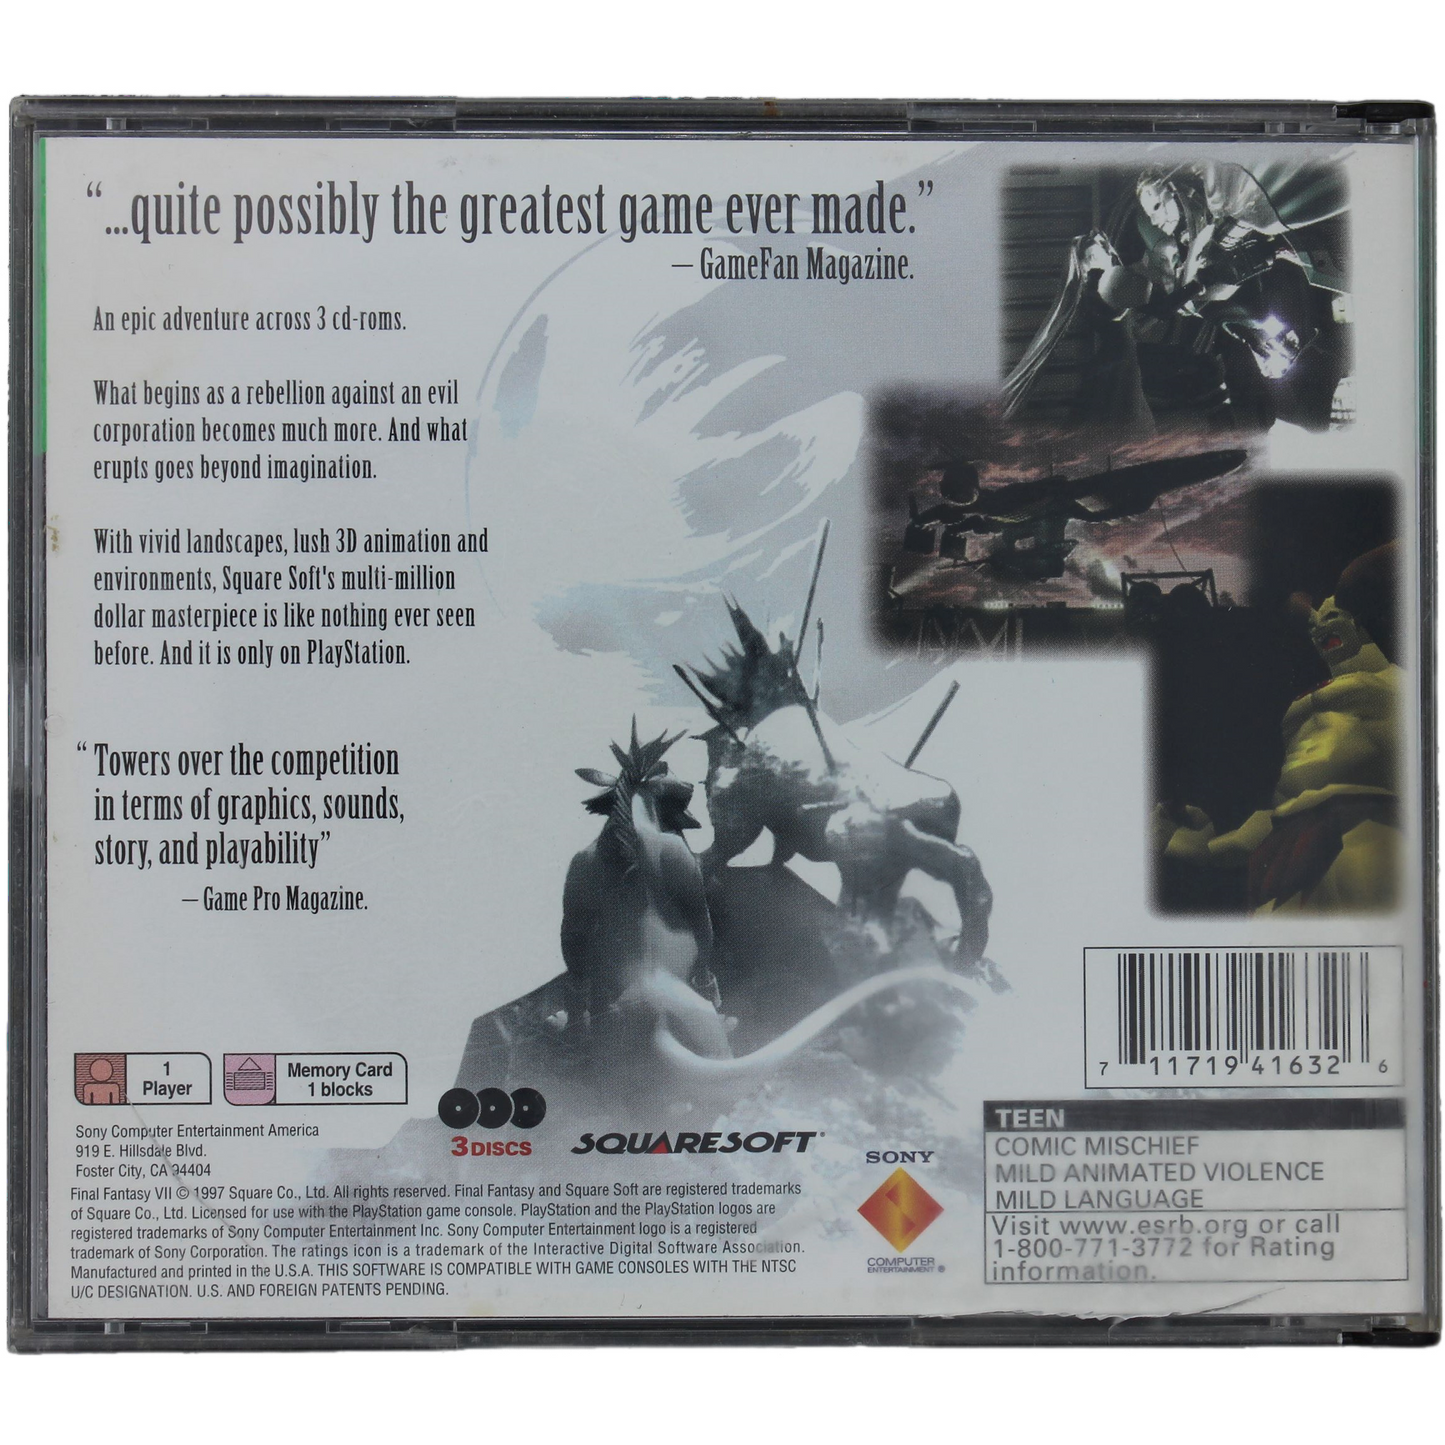 “...quite possibly the greatest game ever made.”
— GameFan Magazine.
An epic adventure across 3 cd-roms.
What begins as a rebellion against an evil
corporation becomes much more. And what
erupts goes beyond imagination.
With vivid landscapes, lush 3D animation and
environments, Square Soft's multi-million
dollar masterpiece is like nothing ever seen
before. And it is only on PlayStation.
“Towers over the competition
in terms of graphics, sounds,
story, and playability”
— Game Pro Magazine.
1
Player
Memory Card
1 blocks
3 DISCS
SQUARESOFT®
SONY
COMPUTER
ENTERTAINMENT ®
Sony Computer Entertainment America
919 E. Hillsdale Blvd.
Foster City, CA 94404
Final Fantasy VII © 1997 Square Co., Ltd. All rights reserved. Final Fantasy and Square Soft are registered trademarks
of Square Co., Ltd. Licensed for use with the PlayStation game console. PlayStation and the PlayStation logos are
registered trademarks of Sony Computer Entertainment Inc. Sony Computer Entertainment logo is a registered
trademark of Sony Corporation. The ratings icon is a trademark of the Interactive Digital Software Association.
Manufactured and printed in the U.S.A. THIS SOFTWARE IS COMPATIBLE WITH GAME CONSOLES WITH THE NTSC
U/C DESIGNATION. U.S. AND FOREIGN PATENTS PENDING.
7 11719 41632 6
TEEN
COMIC MISCHIEF
MILD ANIMATED VIOLENCE
MILD LANGUAGE
Visit www.esrb.org or call
1-800-771-3772 for Rating
information.